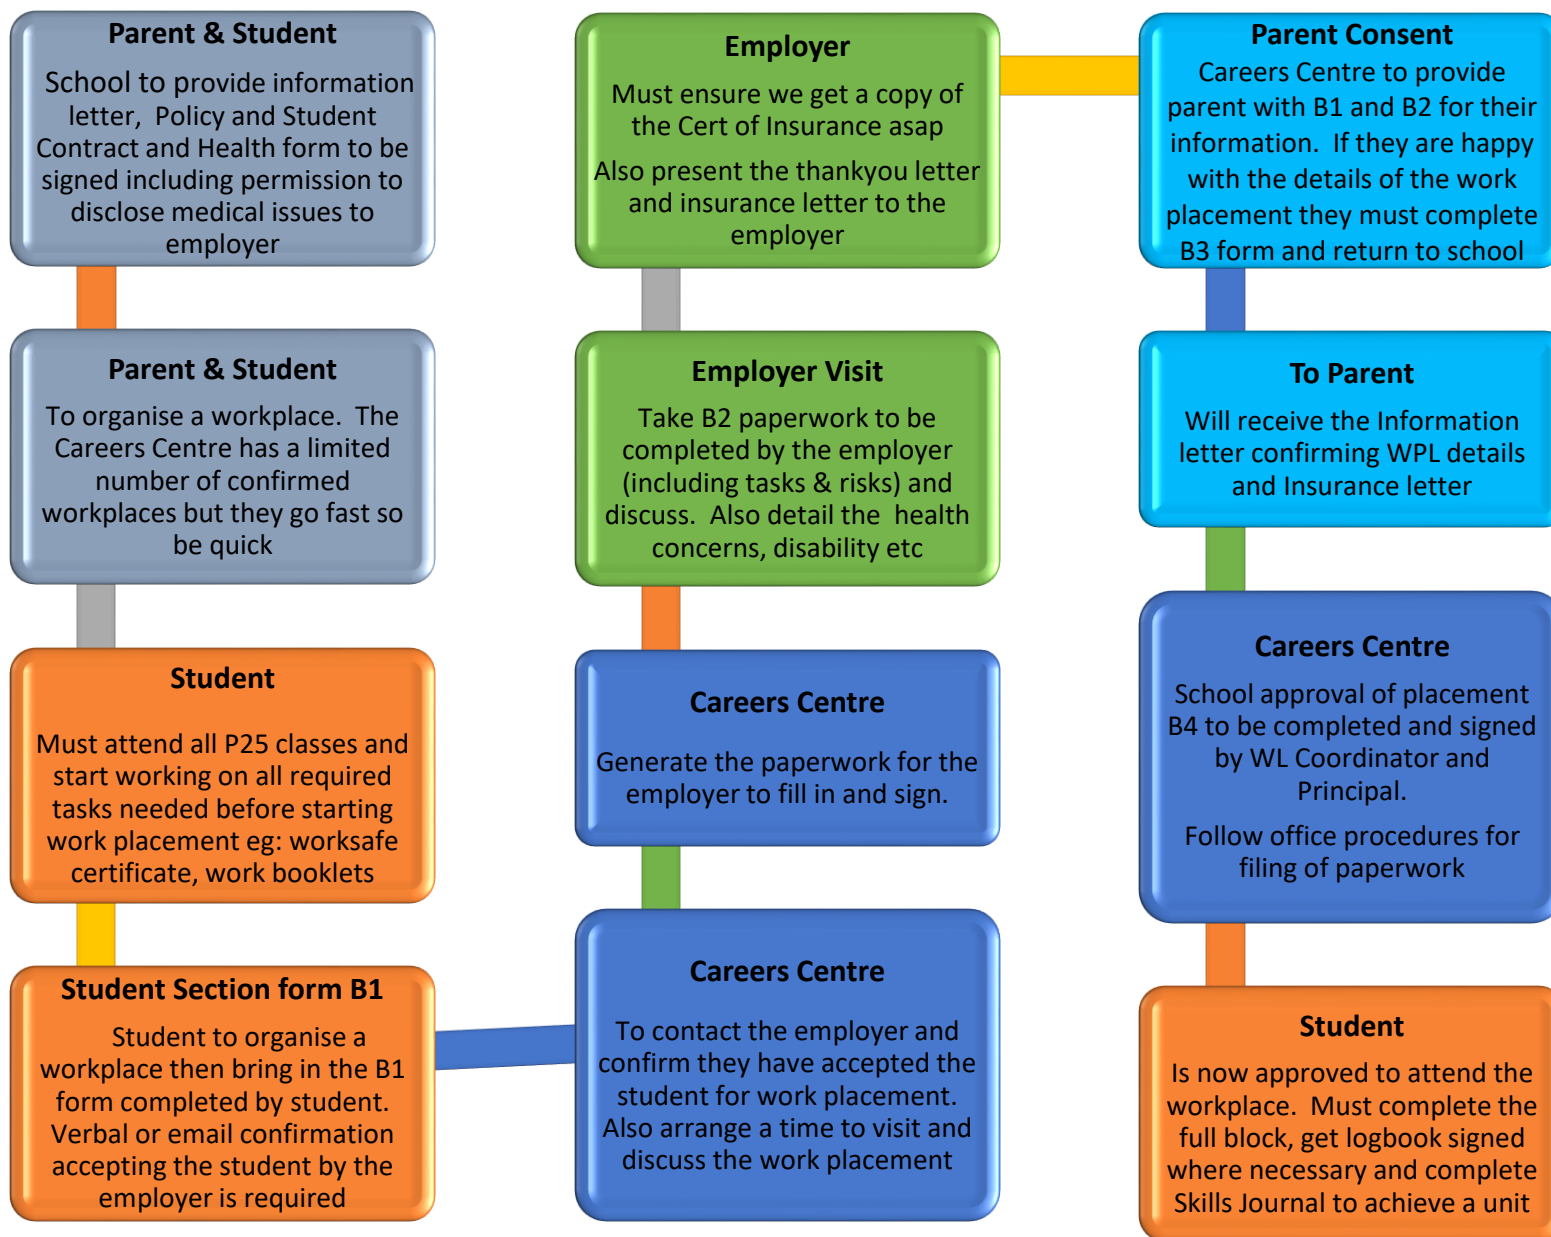 Parent & Student
School to provide information
letter, Policy and Student
Contract and Health form to be
signed including permission to
disclose medical issues to
employer
Parent & Student
To organise a workplace. The
Careers Centre has a limited
number of confirmed
workplaces but they go fast so
be quick
Student
Must attend all P25 classes and
start working on all required
tasks needed before starting
work placement eg: worksafe
certificate, work booklets
Student Section form B1
Student to organise a
workplace then bring in the B1
form completed by student.
Verbal or email confirmation
accepting the student by the
employer is required
Careers Centre
To contact the employer and
confirm they have accepted the
student for work placement.
Also arrange a time to visit and
discuss the work placement
Careers Centre
Generate the paperwork for the
employer to fill in and sign.
Employer Visit
Take B2 paperwork to be
completed by the employer
(including tasks & risks) and
discuss. Also detail the health
concerns, disability etc
Employer
Must ensure we get a copy of
the Cert of Insurance asap
Also present the thankyou letter
and insurance letter to the
employer
Parent Consent
Careers Centre to provide
parent with B1 and B2 for their
information. If they are happy
with the details of the work
placement they must complete
B3 form and return to school
To Parent
Will receive the Information
letter confirming WPL details
and Insurance letter
Careers Centre
School approval of placement
B4 to be completed and signed
by WL Coordinator and
Principal.
Follow office procedures for
filing of paperwork
Student
Is now approved to attend the
workplace. Must complete the
full block, get logbook signed
where necessary and complete
Skills Journal to achieve a unit